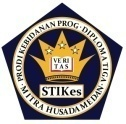 PRODI KEBIDANAN PROG. DIPLOMA TIGA
VERI
TAS
STIKes
MITRA HUSADA MEDAN